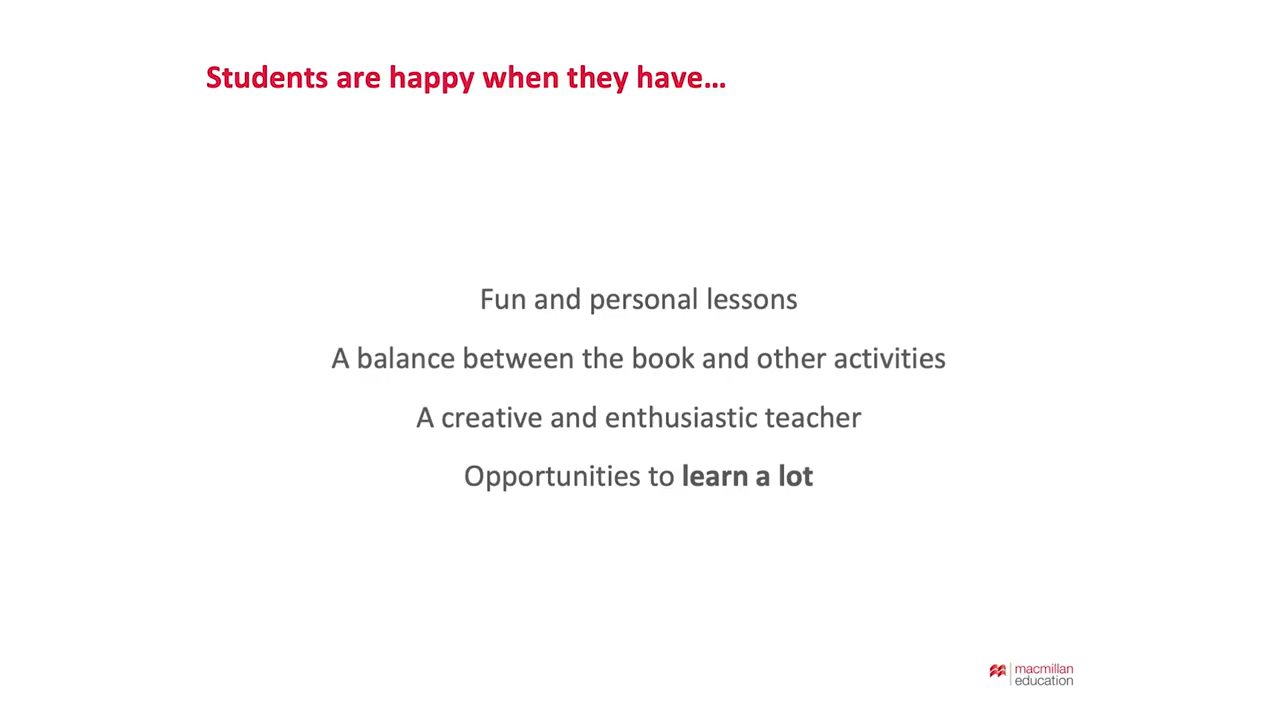 Students are happy when they have…
Fun and personal lessons
A balance between the book and other activities
A creative and enthusiastic teacher
Opportunities to learn a lot
macmillan
education